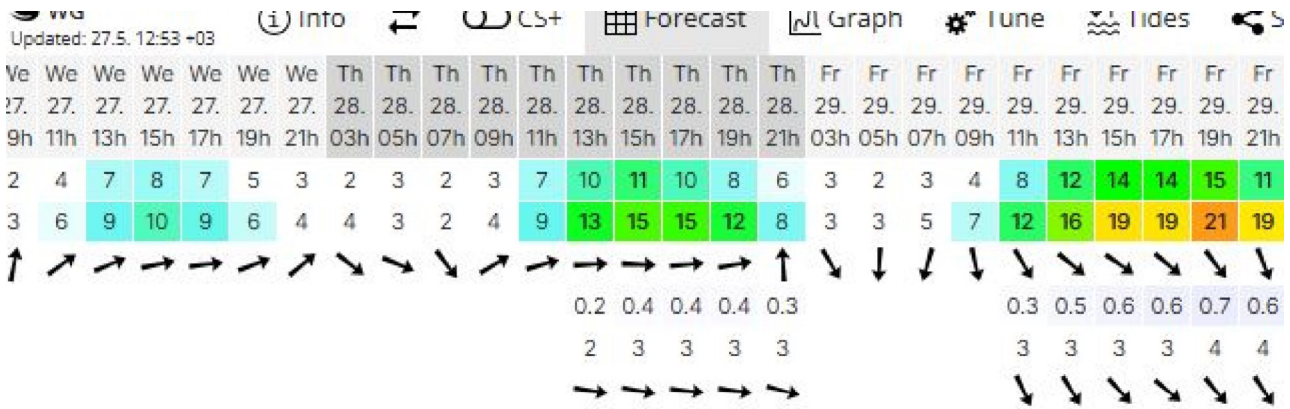 WG
Updated: 27.5. 12:53 +03
Info CS+ Forecast Graph Tune Tides S
We We We We We We We Th Th Th Th Th Th Th Th Th Th Fr Fr Fr Fr Fr Fr Fr Fr Fr Fr
27. 27. 27. 27. 27. 27. 27. 28. 28. 28. 28. 28. 28. 28. 28. 28. 28. 29. 29. 29. 29. 29. 29. 29. 29. 29. 29.
9h 11h 13h 15h 17h 19h 21h 03h 05h 07h 09h 11h 13h 15h 17h 19h 21h 03h 05h 07h 09h 11h 13h 15h 17h 19h 21h
2 4 7 8 7 5 3 2 3 2 3 7 10 11 10 8 6 3 2 3 4 8 12 14 14 15 11
3 6 9 10 9 6 4 4 3 2 4 9 13 15 15 12 8 3 3 5 7 12 16 19 19 21 19
0.2 0.4 0.4 0.4 0.3 0.3 0.5 0.6 0.6 0.7 0.6
2 3 3 3 3 3 3 3 3 4 4